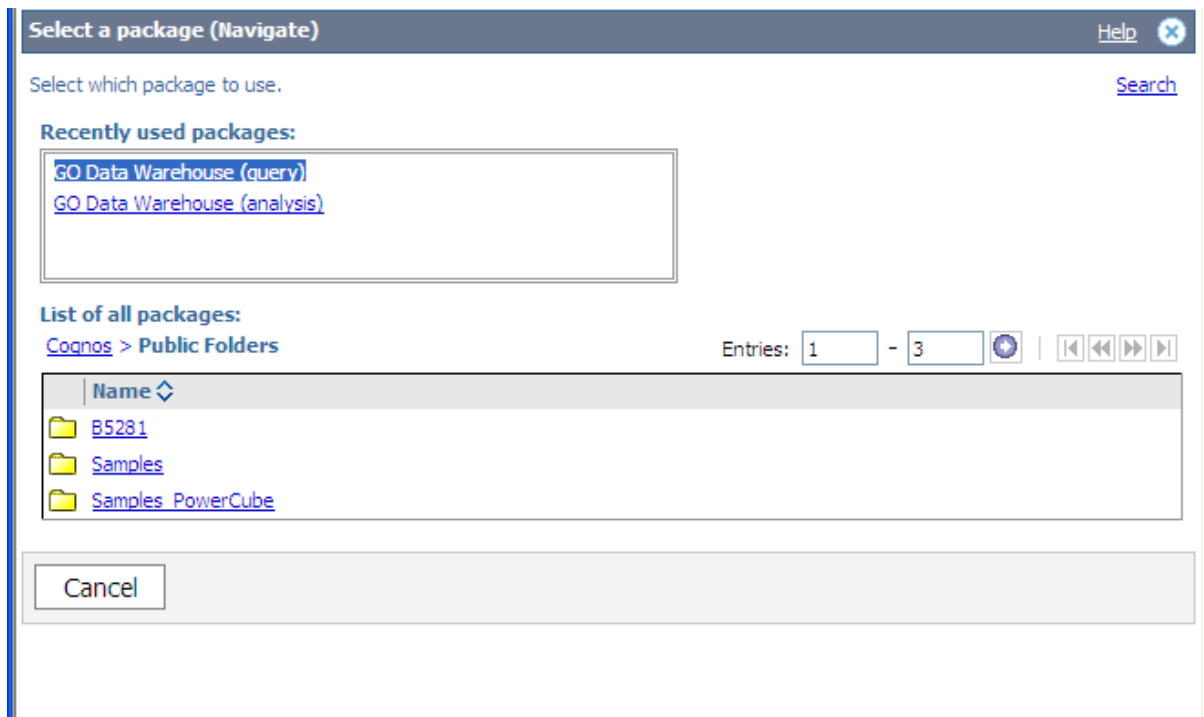 Select a package (Navigate) Help
Select which package to use. Search
Recently used packages:
GO Data Warehouse (query)
GO Data Warehouse (analysis)
List of all packages:
Cognos > Public Folders Entries: 1 - 3
Name
B5281
Samples
Samples_PowerCube
Cancel